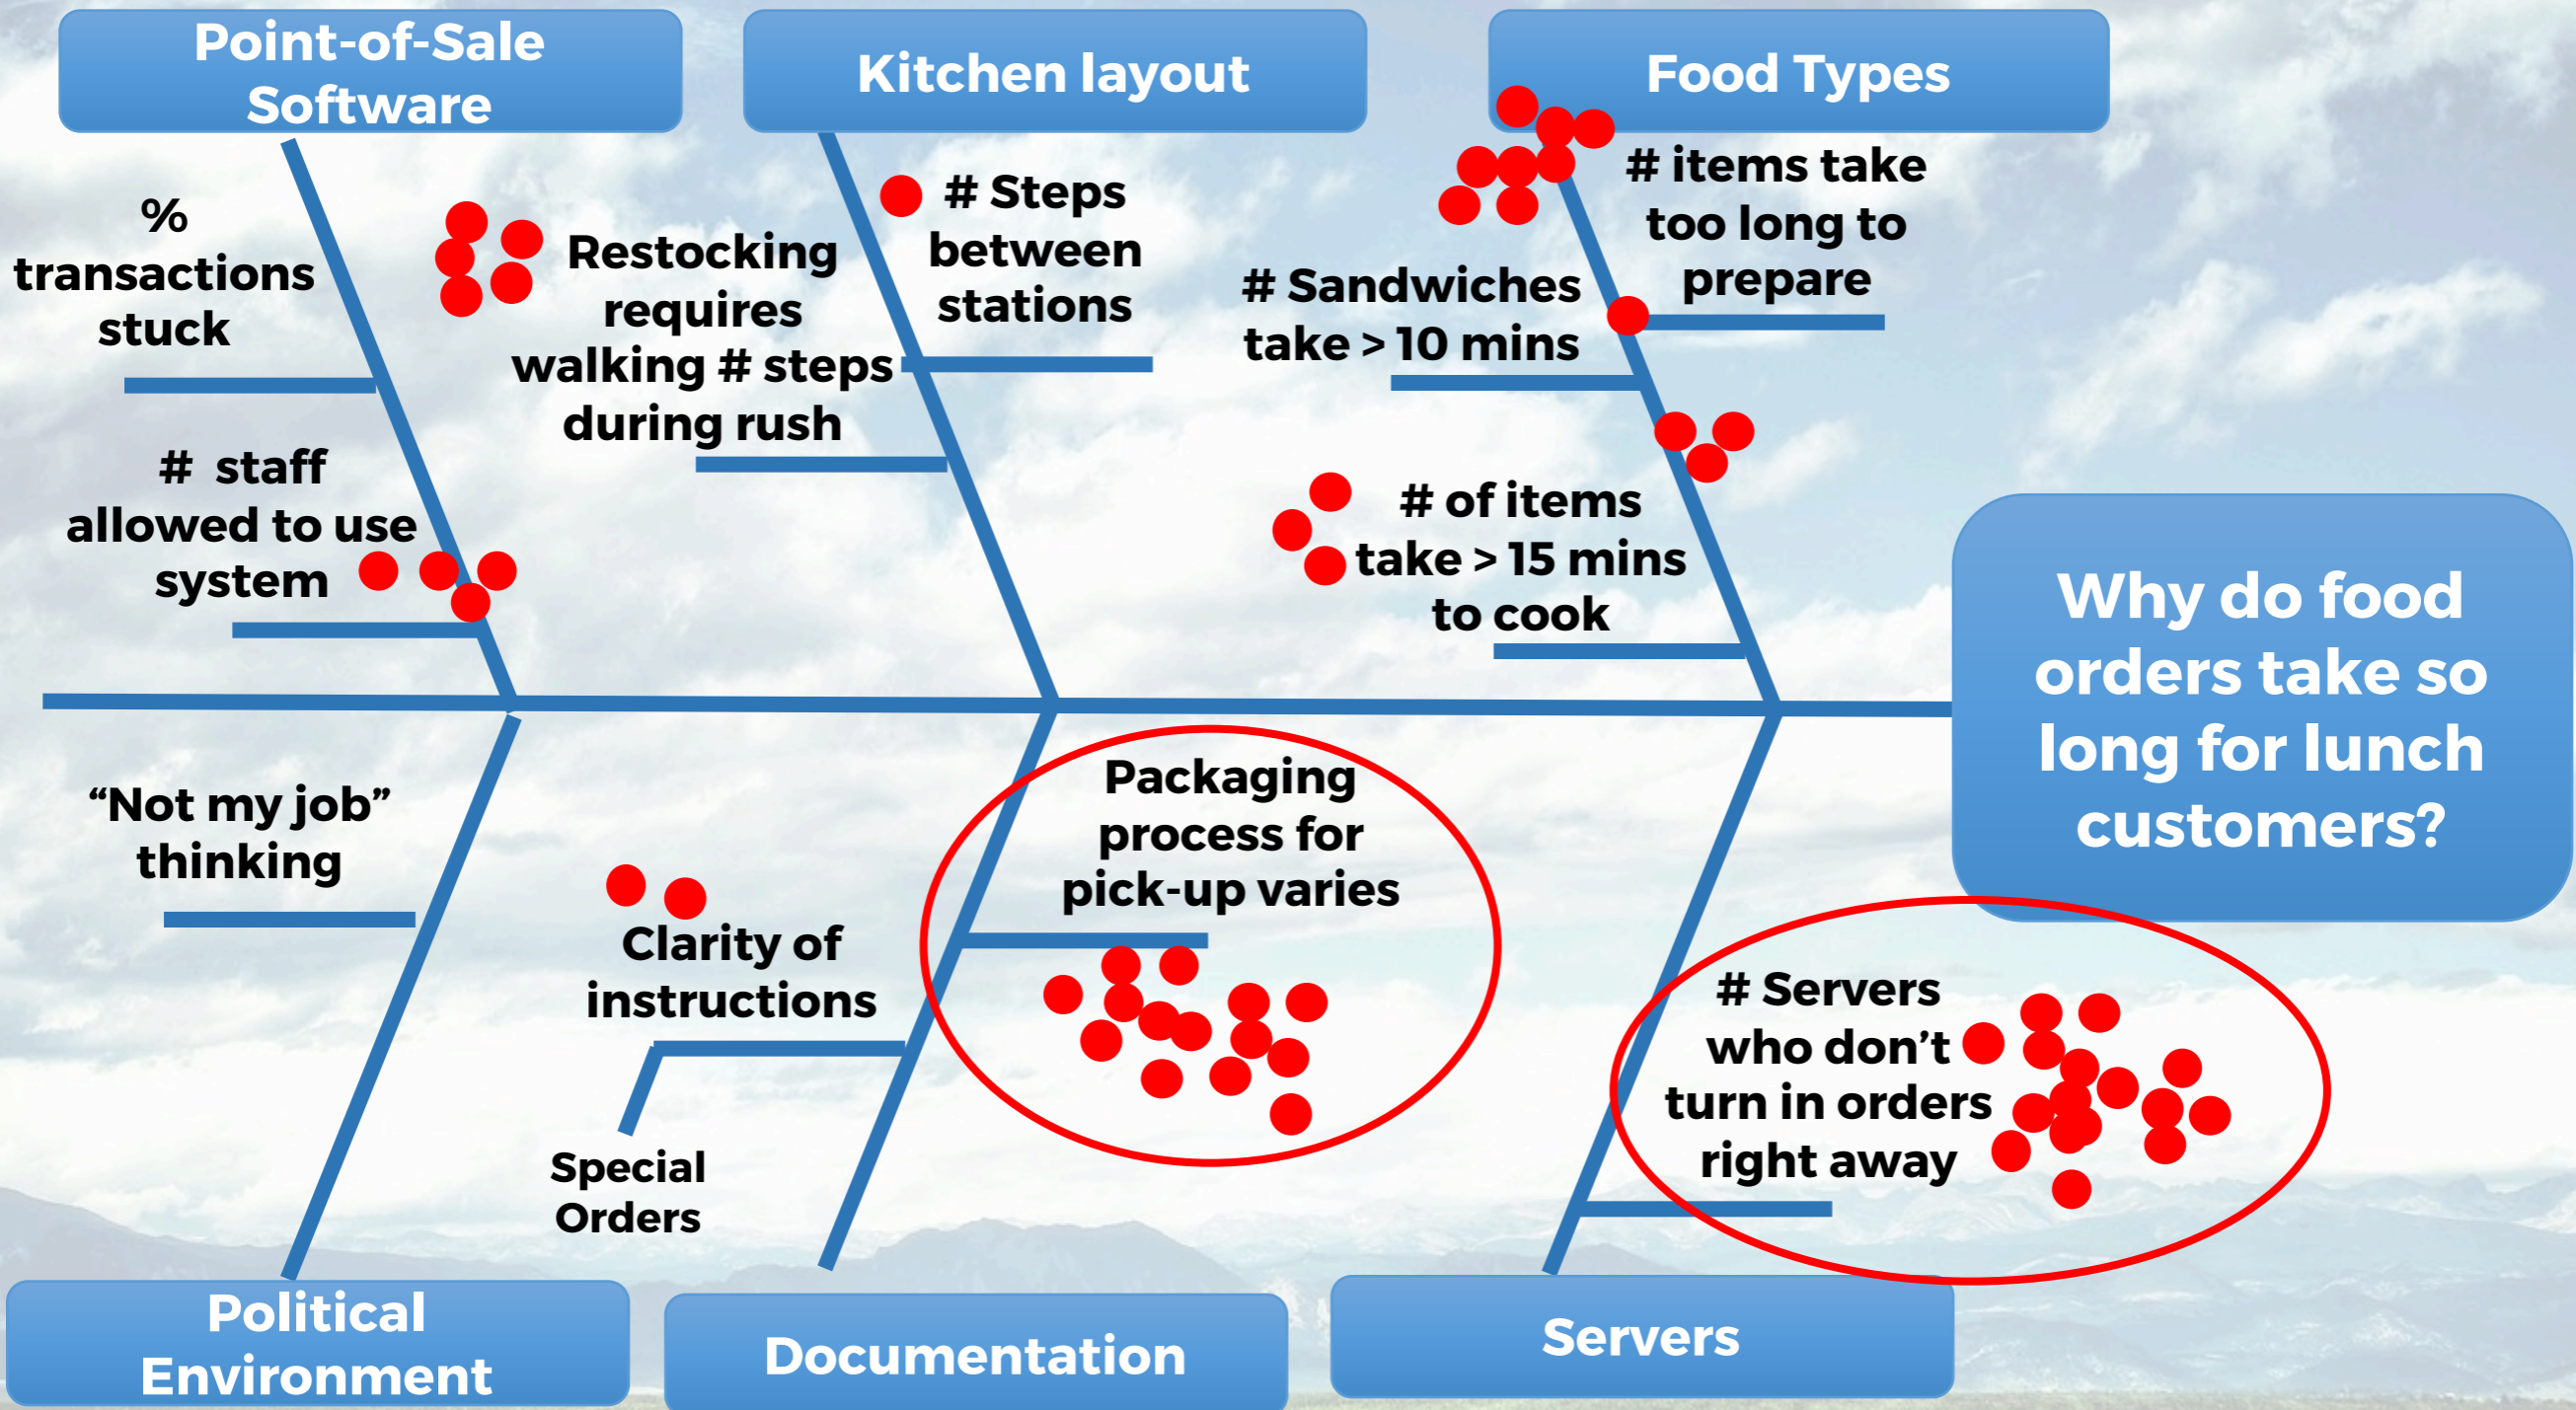 Point-of-Sale
Software
Kitchen layout
Food Types
%
transactions
stuck
# staff
allowed to use
system
Restocking
requires
walking # steps
during rush
# Steps
between
stations
# Sandwiches
take > 10 mins
# items take
too long to
prepare
# of items
take > 15 mins
to cook
Why do food
orders take so
long for lunch
customers?
“Not my job”
thinking
Clarity of
instructions
Special
Orders
Packaging
process for
pick-up varies
# Servers
who don’t
turn in orders
right away
Political
Environment
Documentation
Servers